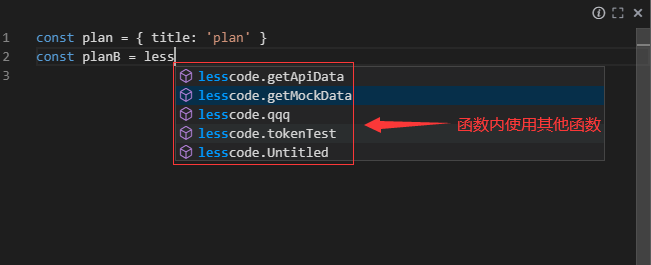 1 const plan = { title: 'plan' }
2 const planB = less
3
lesscode.getApiData
lesscode.getMockData
lesscode.qqq
lesscode.tokenTest
lesscode.Untitled
函数内使用其他函数